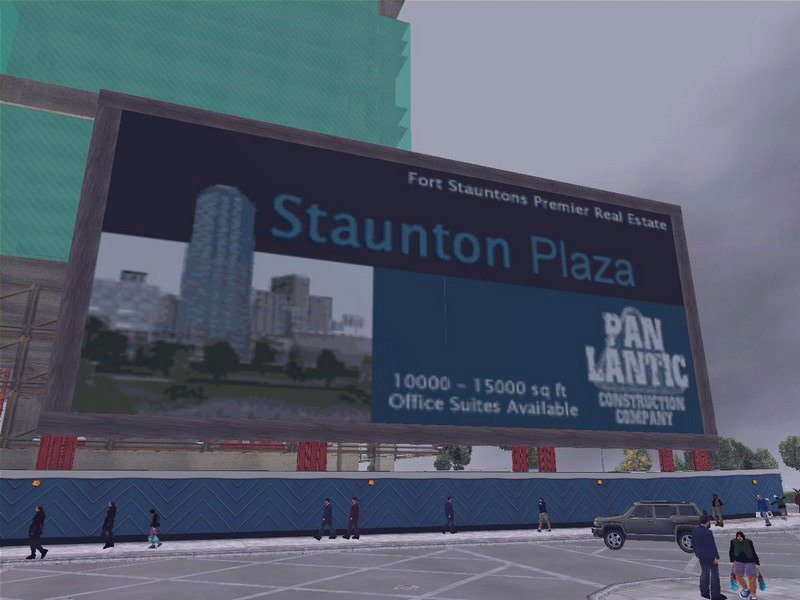 Fort Stauntons Premier Real Estate
Staunton Plaza
10000 - 15000 sq ft
Office Suites Available
PAN
LANTIC
CONSTRUCTION
COMPANY